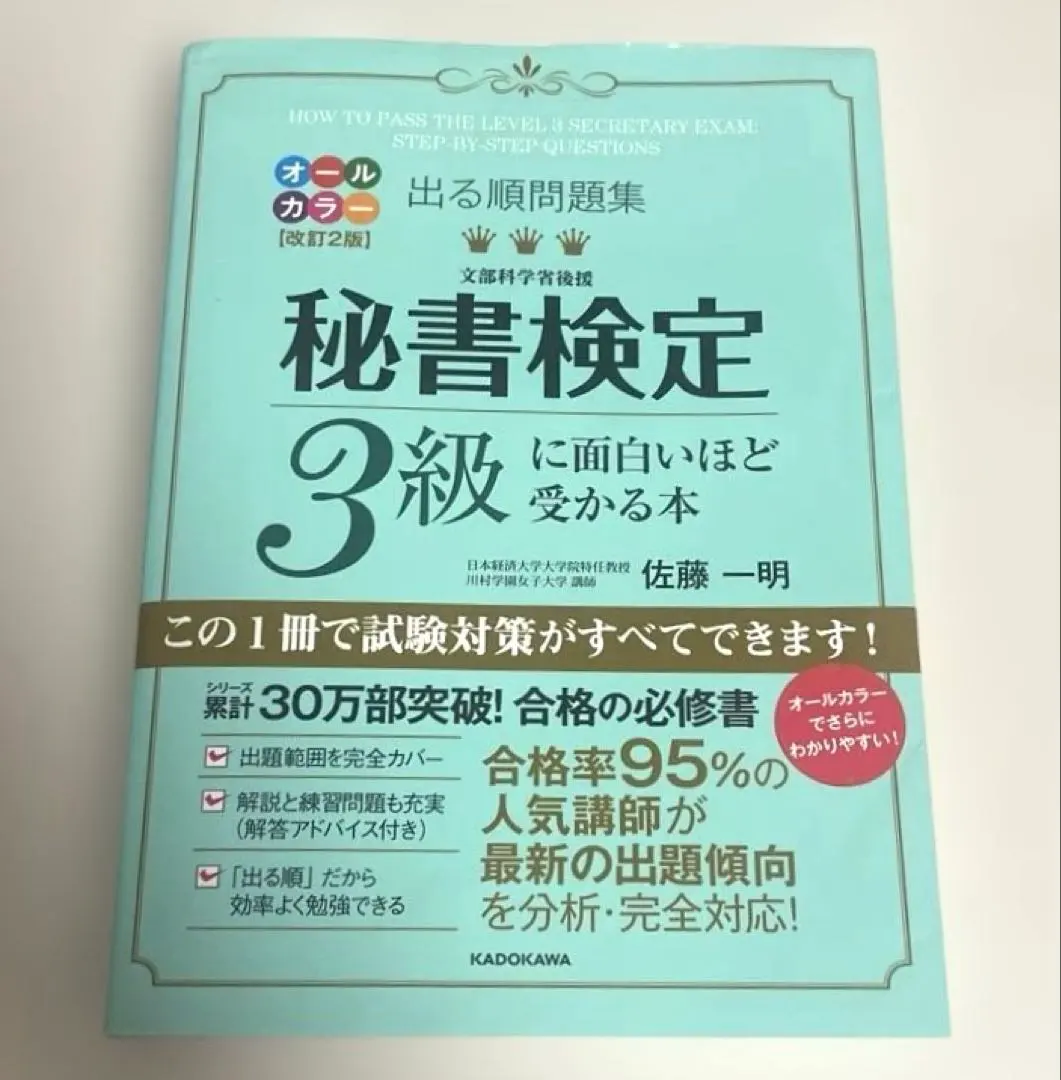 HOW TO PASS THE LEVEL 3 SECRETARY EXAM:
STEP-BY-STEP QUESTIONS
オール
カラー
【改訂2版】
出る順問題集
文部科学省後援
秘書検定
3級に面白いほど
受かる本
日本経済大学大学院特任教授
川村学園女子大学 講師
佐藤 一明
この1冊で試験対策がすべてできます!
シリーズ
累計30万部突破! 合格の必修書
オールカラー
でさらに
わかりやすい!
出題範囲を完全カバー
解説と練習問題も充実
(解答アドバイス付き)
「出る順」だから
効率よく勉強できる
合格率95%の
人気講師が
最新の出題傾向
を分析・完全対応!
KADOKAWA